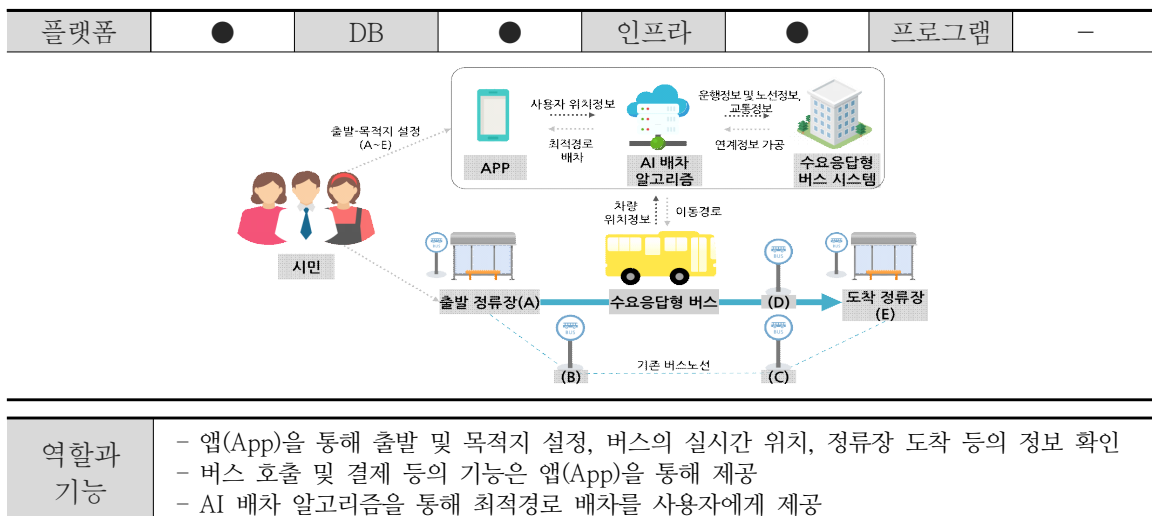 플랫폼 ● DB ● 인프라 ● 프로그램 －
사용자 위치정보
운행정보 및 노선정보,
교통정보
출발-목적지 설정
(A~E)
최적경로
배차
연계정보 가공
APP
AI 배차
알고리즘
수요응답형
버스 시스템
차량
위치정보
이동경로
BUS
BUS
BUS
시민
출발 정류장(A)
수요응답형 버스
(D)
도착 정류장
(E)
BUS
BUS
기존 버스노선
(B)
(C)
역할과
기능
- 앱(App)을 통해 출발 및 목적지 설정, 버스의 실시간 위치, 정류장 도착 등의 정보 확인
- 버스 호출 및 결제 등의 기능은 앱(App)을 통해 제공
- AI 배차 알고리즘을 통해 최적경로 배차를 사용자에게 제공